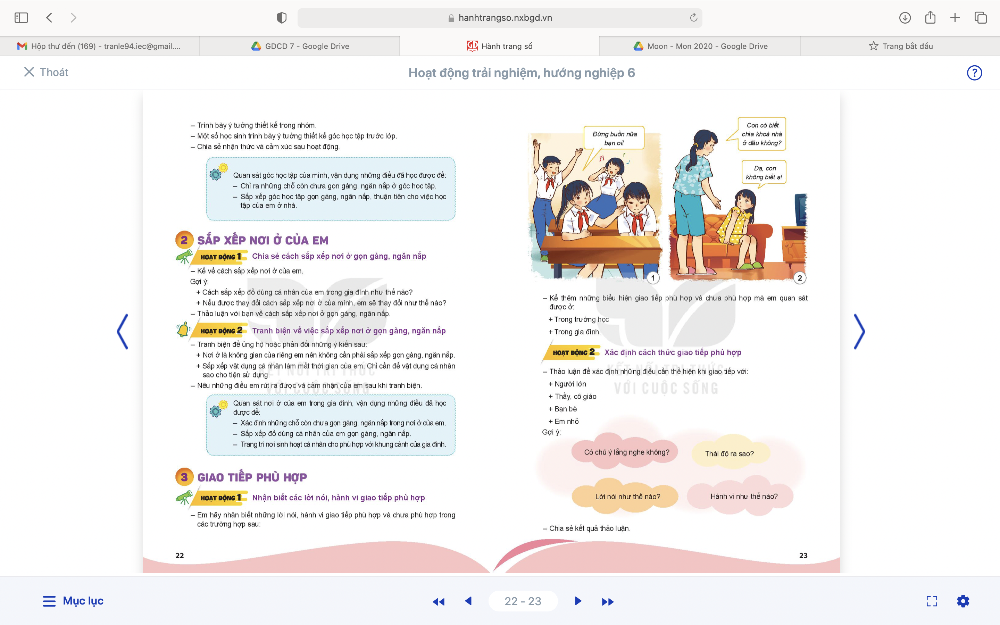 hanhtrangso.nxbgd.vn
Hộp thư đến (169) - tranle94.iec@gmail....
GDCD 7 - Google Drive
Hành trang số
Moon - Mon 2020 - Google Drive
Trang bắt đầu
Thoát
Hoạt động trải nghiệm, hướng nghiệp 6
?
– Trình bày ý tưởng thiết kế trong nhóm.
– Một số học sinh trình bày ý tưởng thiết kế góc học tập trước lớp.
– Chia sẻ nhận thức và cảm xúc sau hoạt động.
Quan sát góc học tập của mình, vận dụng những điều đã học được để:
– Chỉ ra những chỗ còn chưa gọn gàng, ngăn nắp ở góc học tập.
– Sắp xếp góc học tập gọn gàng, ngăn nắp, thuận tiện cho việc học
tập của em ở nhà.
2 SẮP XẾP NƠI Ở CỦA EM
HOẠT ĐỘNG 1 Chia sẻ cách sắp xếp nơi ở gọn gàng, ngăn nắp
– Kể về cách sắp xếp nơi ở của em.
Gợi ý:
+ Cách sắp xếp đồ dùng cá nhân của em trong gia đình như thế nào?
+ Nếu được thay đổi cách sắp xếp nơi ở của mình, em sẽ thay đổi như thế nào?
– Thảo luận với bạn về cách sắp xếp nơi ở gọn gàng, ngăn nắp.
HOẠT ĐỘNG 2 Tranh biện về việc sắp xếp nơi ở gọn gàng, ngăn nắp
– Tranh biện để ủng hộ hoặc phản đối những ý kiến sau:
+ Nơi ở là không gian của riêng em nên không cần phải sắp xếp gọn gàng, ngăn nắp.
+ Sắp xếp vật dụng cá nhân làm mất thời gian của em. Chỉ cần để vật dụng cá nhân
sao cho tiện sử dụng.
– Nêu những điều em rút ra được và cảm nhận của em sau khi tranh biện.
KẾT NỐI TRI THỨC
VỚI CUỘC SỐNG
Quan sát nơi ở của em trong gia đình, vận dụng những điều đã học
được để:
– Xác định những chỗ còn chưa gọn gàng, ngăn nắp trong nơi ở của em.
– Sắp xếp đồ dùng cá nhân của em gọn gàng, ngăn nắp.
– Trang trí nơi sinh hoạt cá nhân cho phù hợp với khung cảnh của gia đình.
3 GIAO TIẾP PHÙ HỢP
HOẠT ĐỘNG 1 Nhận biết các lời nói, hành vi giao tiếp phù hợp
– Em hãy nhận biết những lời nói, hành vi giao tiếp phù hợp và chưa phù hợp trong
các trường hợp sau:
22
Đừng buồn nữa
bạn ơi!
Con có biết
chìa khoá nhà
ở đâu không?
Dạ, con
không biết ạ!
1
2
– Kể thêm những biểu hiện giao tiếp phù hợp và chưa phù hợp mà em quan sát
được ở:
+ Trong trường học
+ Trong gia đình.
HOẠT ĐỘNG 2 Xác định cách thức giao tiếp phù hợp
– Thảo luận để xác định những điều cần thể hiện khi giao tiếp với:
+ Người lớn
+ Thầy, cô giáo
+ Bạn bè
+ Em nhỏ
KẾT NỐI TRI THỨC
VỚI CUỘC SỐNG
Gợi ý:
Có chú ý lắng nghe không?
Thái độ ra sao?
Lời nói như thế nào?
Hành vi như thế nào?
– Chia sẻ kết quả thảo luận.
23
Mục lục
22 - 23